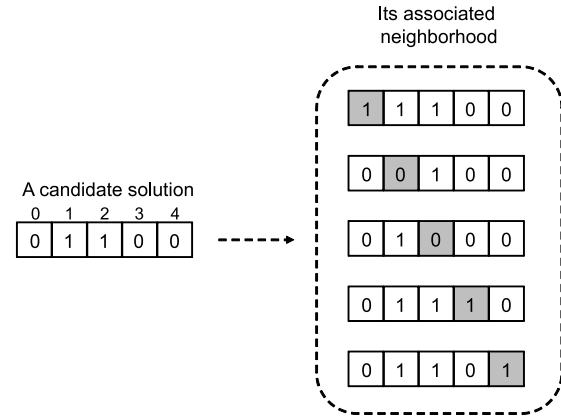 Its associated
neighborhood
1 1 1 0 0
0 0 1 0 0
A candidate solution
0 1 2 3 4
0 1 1 0 0
0 1 0 0 0
0 1 1 1 0
0 1 1 0 1